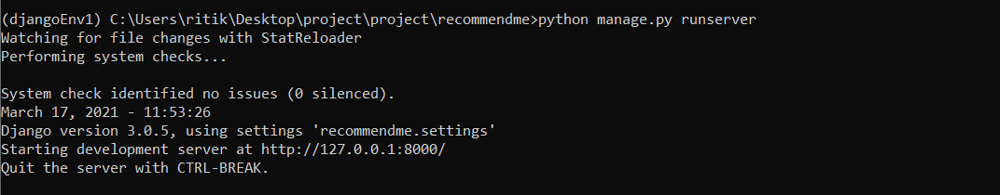 (djangoEnv1) C:\Users\ritik\Desktop\project\project\recommendme>python manage.py runserver
Watching for file changes with StatReloader
Performing system checks...
System check identified no issues (0 silenced).
March 17, 2021 - 11:53:26
Django version 3.0.5, using settings 'recommendme.settings'
Starting development server at http://127.0.0.1:8000/
Quit the server with CTRL-BREAK.